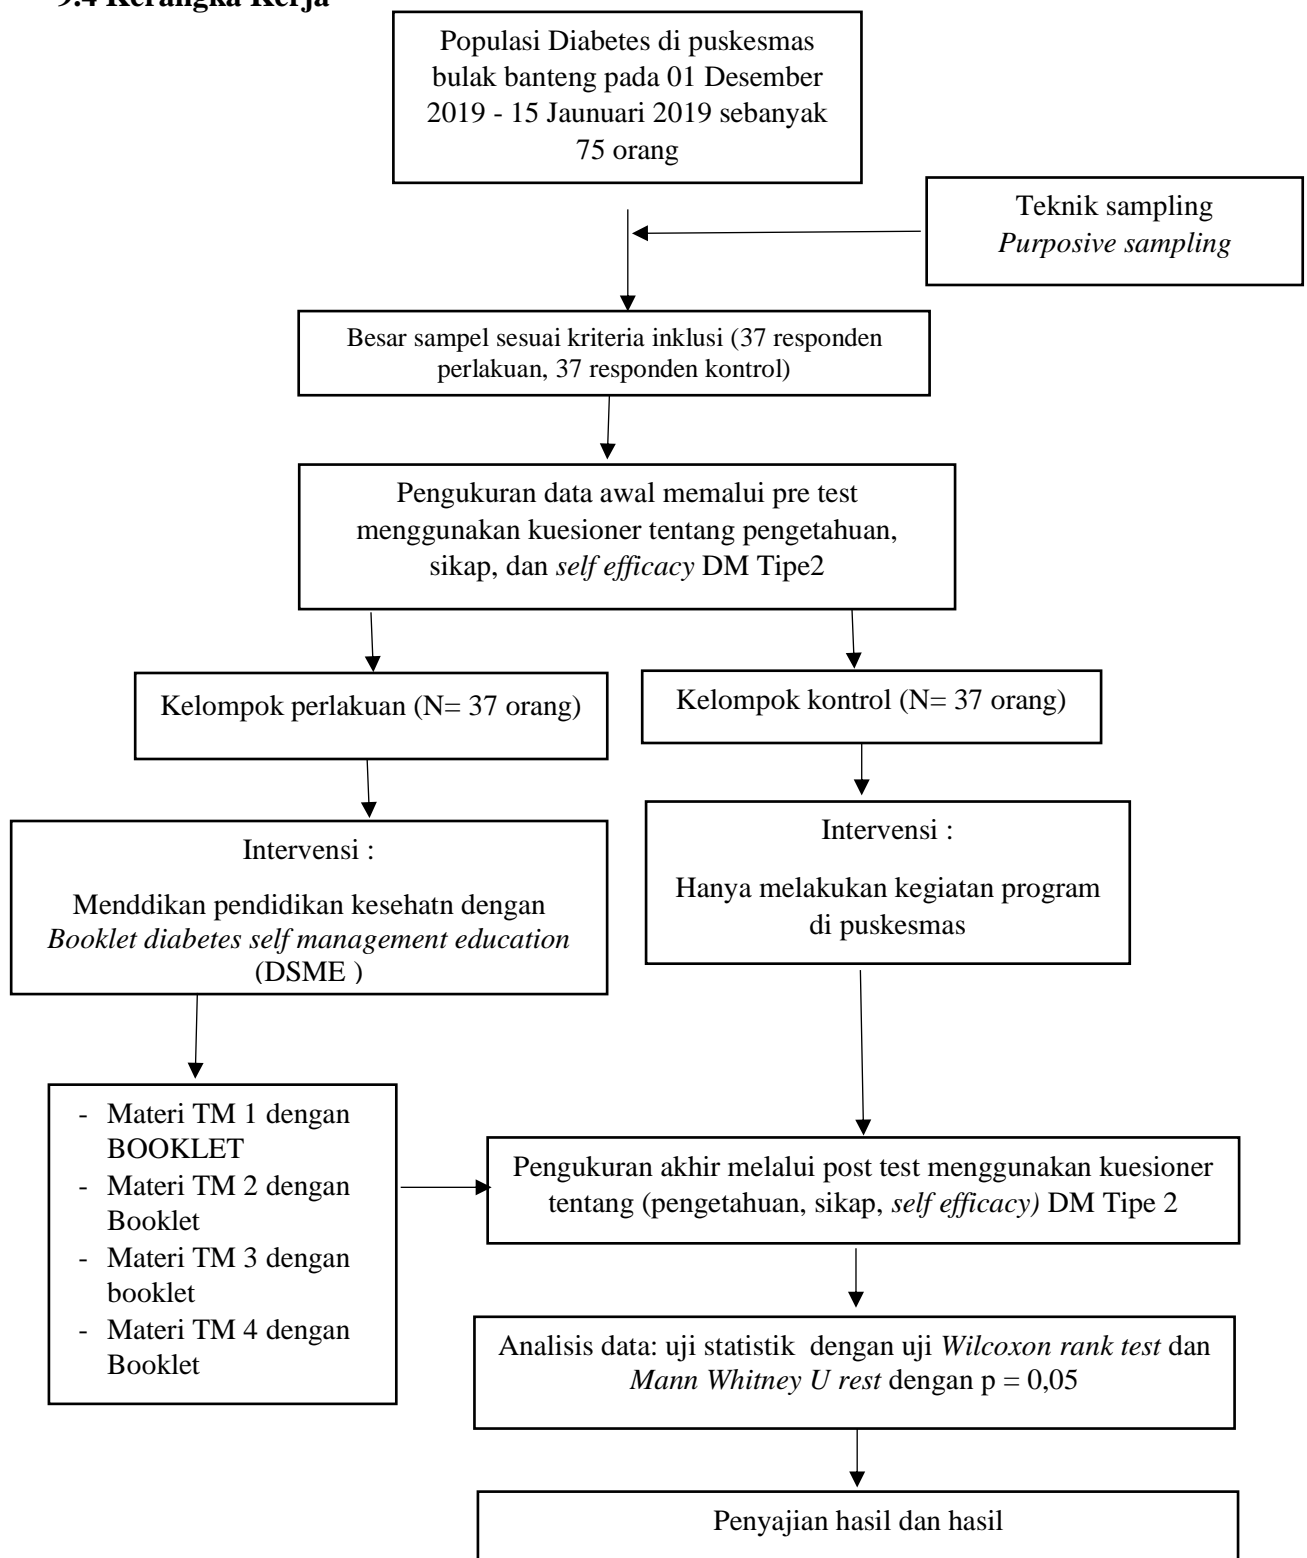 9.4 Kerangka Kerja
Populasi Diabetes di puskesmas
bulak banteng pada 01 Desember
2019 - 15 Jaunuari 2019 sebanyak
75 orang
Teknik sampling
Purposive sampling
Besar sampel sesuai kriteria inklusi (37 responden
perlakuan, 37 responden kontrol)
Pengukuran data awal memalui pre test
menggunakan kuesioner tentang pengetahuan,
sikap, dan self efficacy DM Tipe2
Kelompok perlakuan (N= 37 orang)
Kelompok kontrol (N= 37 orang)
Intervensi :
Menddikan pendidikan kesehatn dengan
Booklet diabetes self management education
(DSME )
Intervensi :
Hanya melakukan kegiatan program
di puskesmas
- Materi TM 1 dengan
BOOKLET
- Materi TM 2 dengan
Booklet
- Materi TM 3 dengan
booklet
- Materi TM 4 dengan
Booklet
Pengukuran akhir melalui post test menggunakan kuesioner
tentang (pengetahuan, sikap, self efficacy) DM Tipe 2
Analisis data: uji statistik dengan uji Wilcoxon rank test dan
Mann Whitney U rest dengan p = 0,05
Penyajian hasil dan hasil